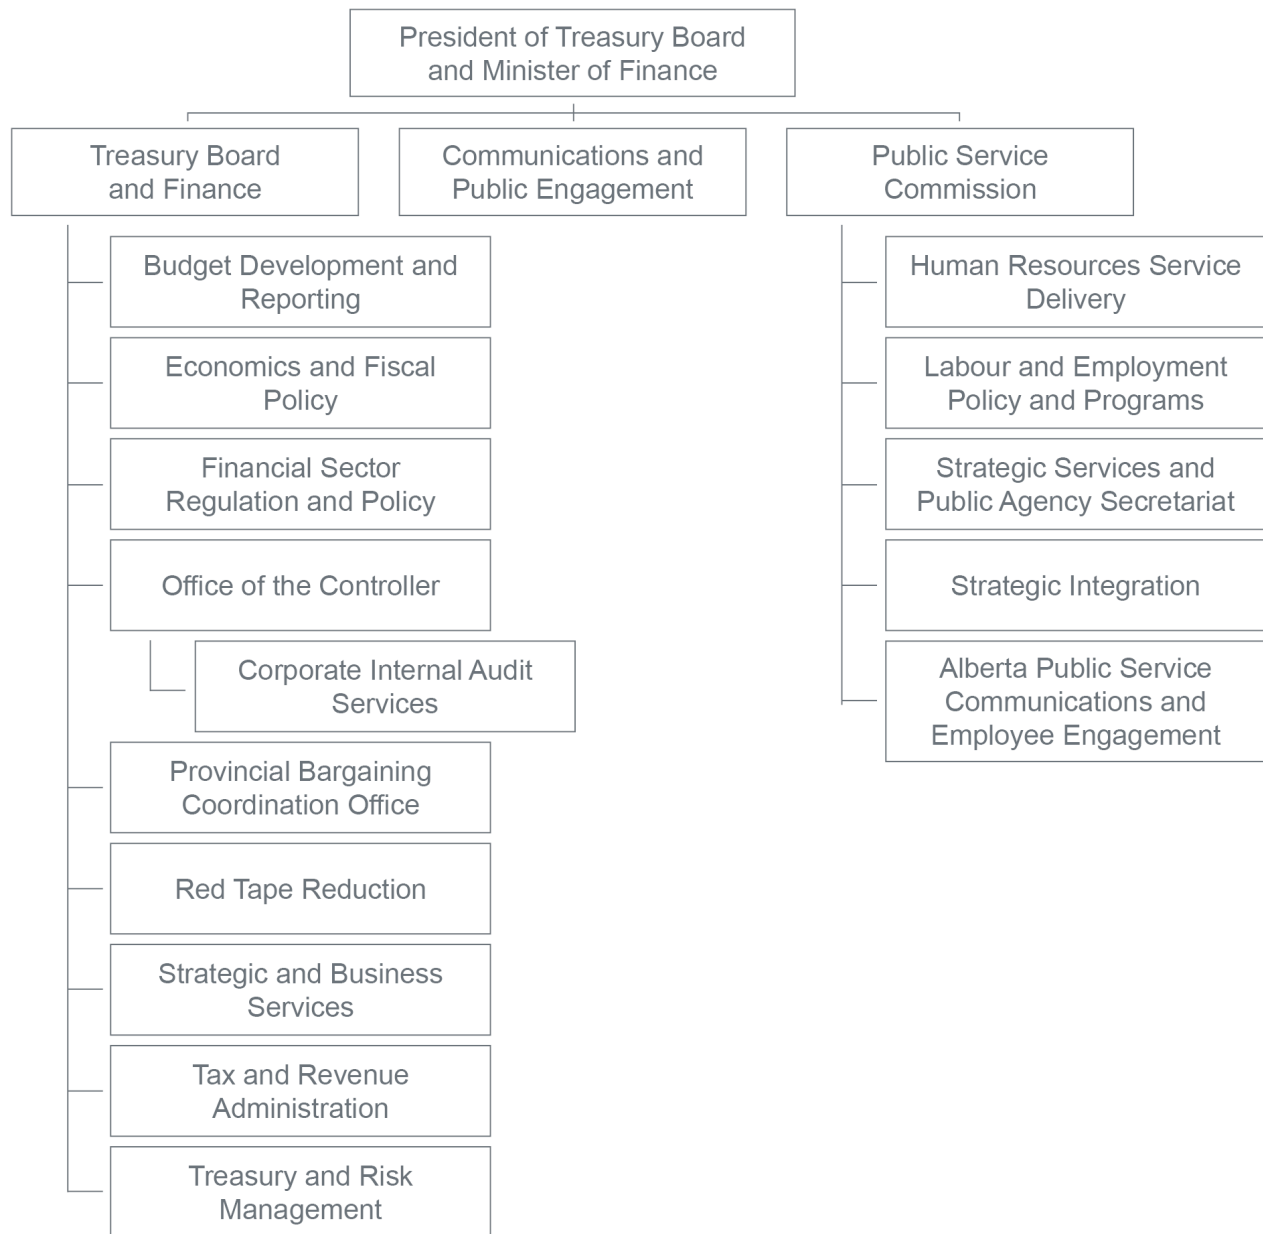 President of Treasury Board
and Minister of Finance
Treasury Board
and Finance
Communications and
Public Engagement
Public Service
Commission
Budget Development and
Reporting
Economics and Fiscal
Policy
Financial Sector
Regulation and Policy
Office of the Controller
Corporate Internal Audit
Services
Provincial Bargaining
Coordination Office
Red Tape Reduction
Strategic and Business
Services
Tax and Revenue
Administration
Treasury and Risk
Management
Human Resources Service
Delivery
Labour and Employment
Policy and Programs
Strategic Services and
Public Agency Secretariat
Strategic Integration
Alberta Public Service
Communications and
Employee Engagement